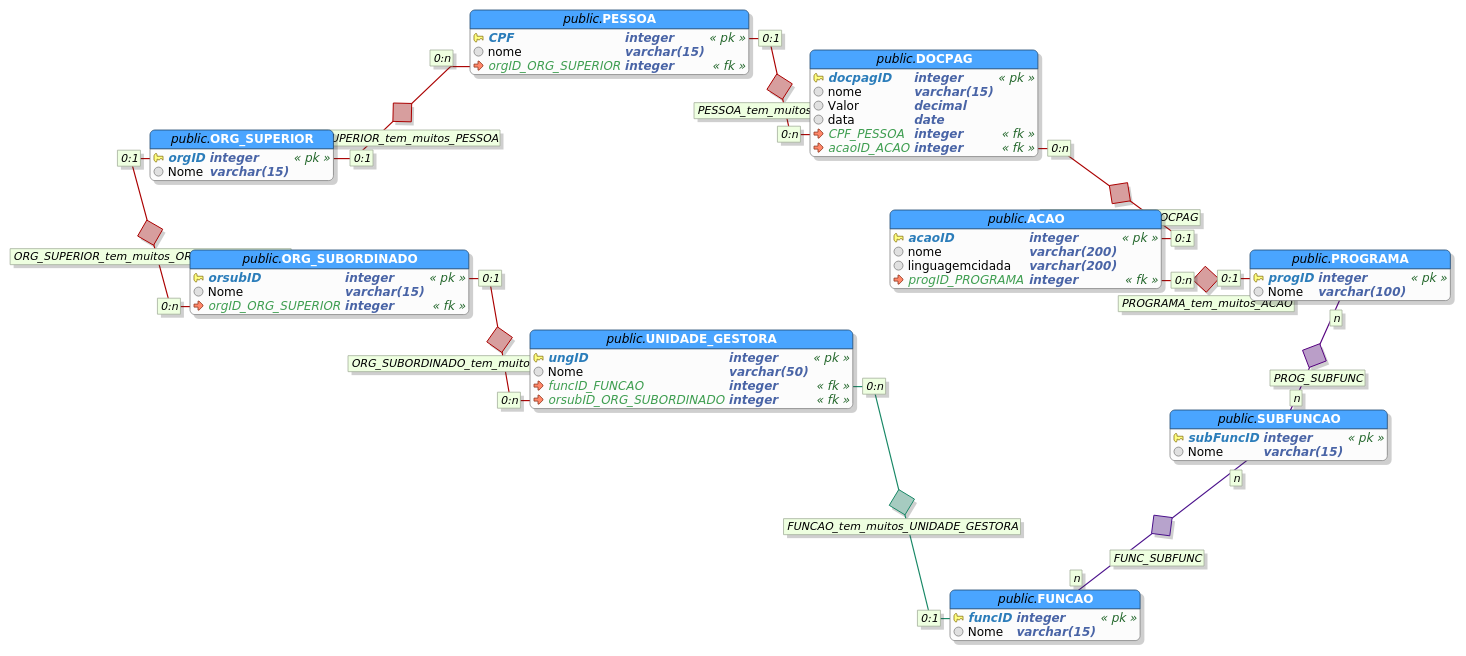 public.PESSOA
CPF integer « pk »
nome varchar(15)
orgID_ORG_SUPERIOR integer « fk »
0:n
0:1
public.DOCPAG
docpagID integer « pk »
nome varchar(15)
Valor decimal
data date
CPF_PESSOA integer « fk »
acaoID_ACAO integer « fk »
PESSOA_tem_muitos
0:n
0:n
public.ORG_SUPERIOR
orgID integer « pk »
Nome varchar(15)
UPERIOR_tem_muitos_PESSOA
0:1
0:1
public.ACAO
acaoID integer « pk »
nome varchar(200)
linguagemcidada varchar(200)
progID_PROGRAMA integer « fk »
OCPAG
0:1
0:n
0:1
public.PROGRAMA
progID integer « pk »
Nome varchar(100)
PROGRAMA_tem_muitos_ACAO
ORG_SUPERIOR_tem_muitos_OR
public.ORG_SUBORDINADO
orsubID integer « pk »
Nome varchar(15)
orgID_ORG_SUPERIOR integer « fk »
0:n
0:1
n
public.UNIDADE_GESTORA
ungID integer « pk »
Nome varchar(50)
funcID_FUNCAO integer « fk »
orsubID_ORG_SUBORDINADO integer « fk »
ORG_SUBORDINADO_tem_muito
0:n
0:n
PROG_SUBFUNC
n
public.SUBFUNCAO
subFuncID integer « pk »
Nome varchar(15)
n
FUNCAO_tem_muitos_UNIDADE_GESTORA
FUNC_SUBFUNC
n
0:1
public.FUNCAO
funcID integer « pk »
Nome varchar(15)